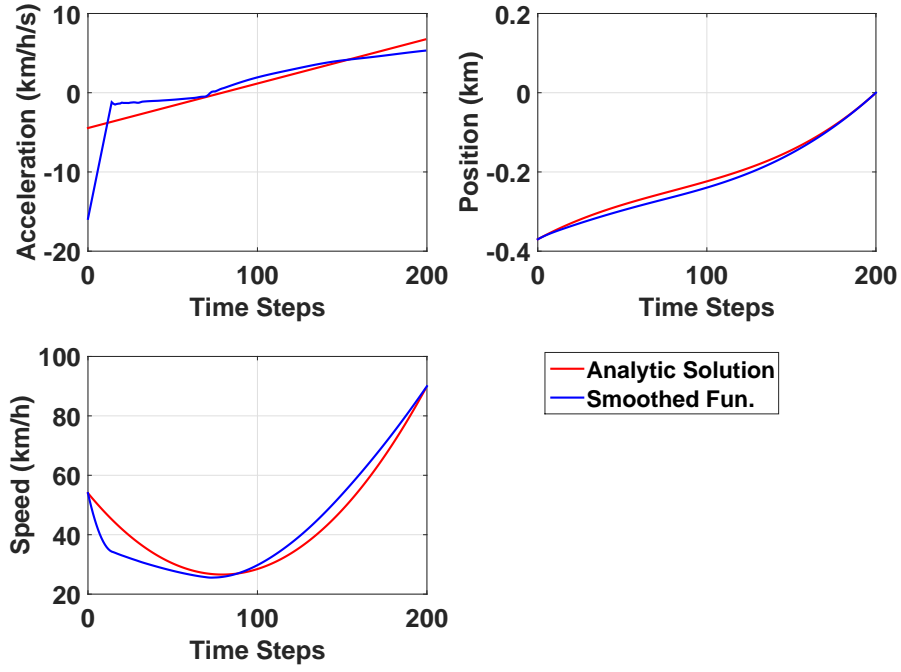 Acceleration (km/h/s)
10
0
-10
-20
0
100
200
Time Steps
Position (km)
0.2
0
-0.2
-0.4
0
100
200
Time Steps
Speed (km/h)
100
80
60
40
20
0
100
200
Time Steps
Analytic Solution
Smoothed Fun.